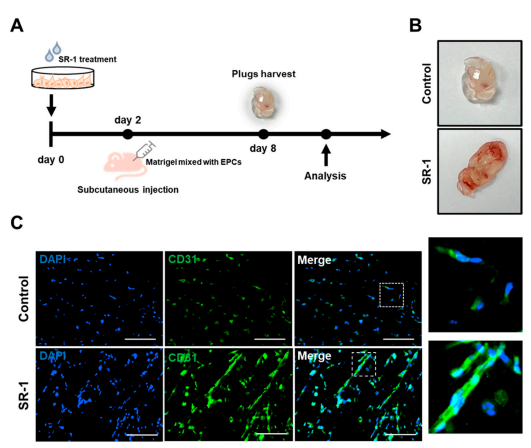 A
B
SR-1 treatment
Plugs harvest
Control
day 2
day 0
day 8
Matrigel mixed with EPCs
Subcutaneous injection
Analysis
SR-1
C
DAPI
CD31
Merge
Control
DAPI
CD31
Merge
SR-1